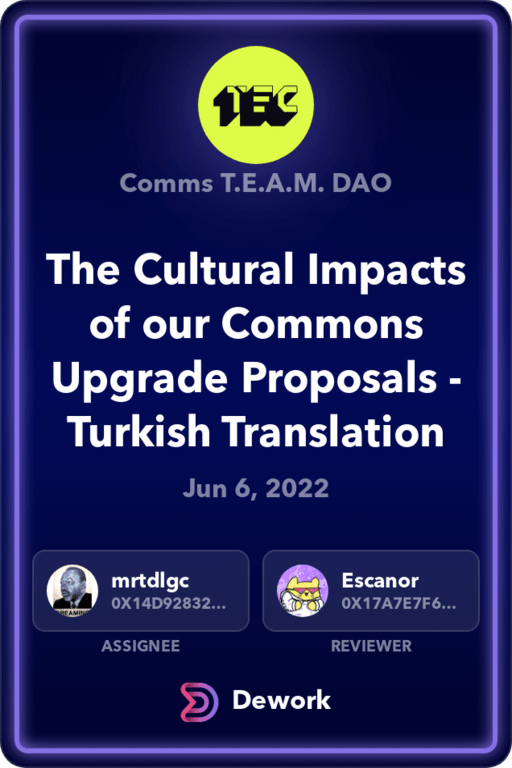 TEC
Comms T.E.A.M. DAO
The Cultural Impacts
of our Commons
Upgrade Proposals -
Turkish Translation
Jun 6, 2022
mrtdlgc
0X14D92832...
Escanor
0X17A7E7F6...
ASSIGNEE
REVIEWER
Dework